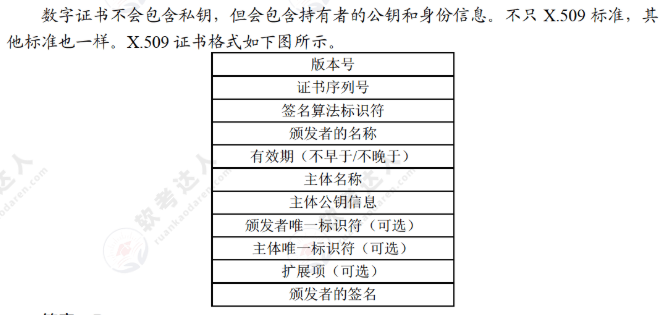 数字证书不会包含私钥，但会包含持有者的公钥和身份信息。不只 X.509 标准，其
他标准也一样。X.509 证书格式如下图所示。
版本号
证书序列号
签名算法标识符
颁发者的名称
有效期（不早于/不晚于）
主体名称
主体公钥信息
颁发者唯一标识符（可选）
主体唯一标识符（可选）
扩展项（可选）
颁发者的签名
软考达人
ruankaodaren.com